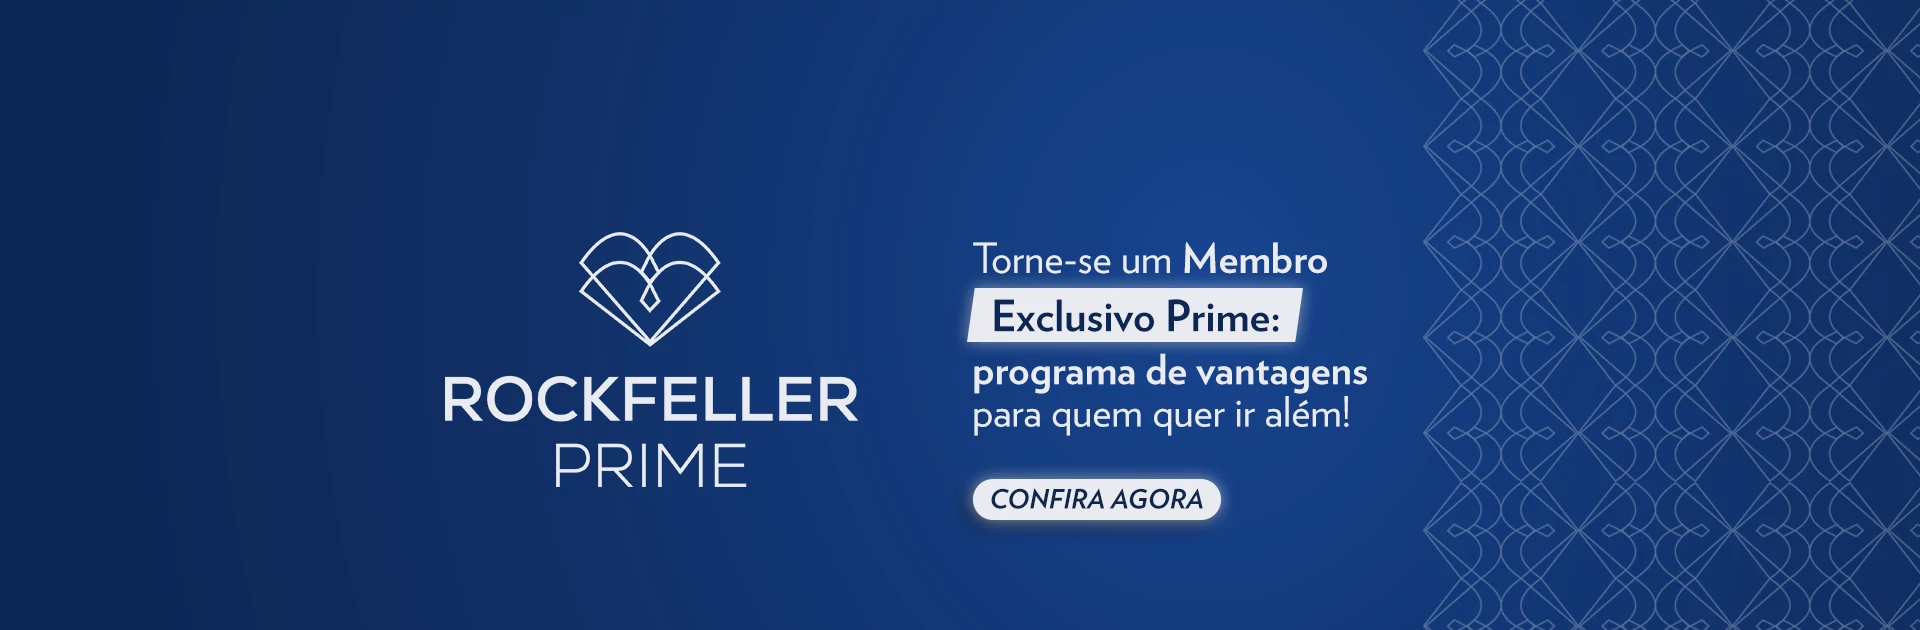 ROCKFELLER
PRIME
Torne-se um Membro
Exclusivo Prime:
programa de vantagens
para quem quer ir além!
CONFIRA AGORA